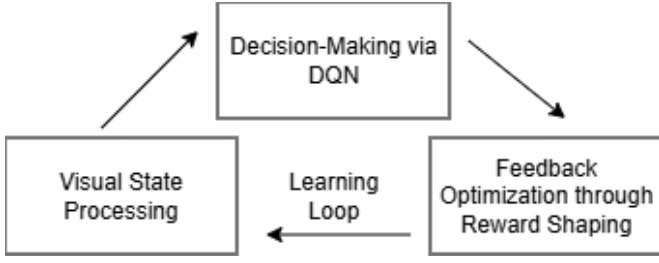 Decision-Making via
DQN
Visual State
Processing
Learning
Loop
Feedback
Optimization through
Reward Shaping